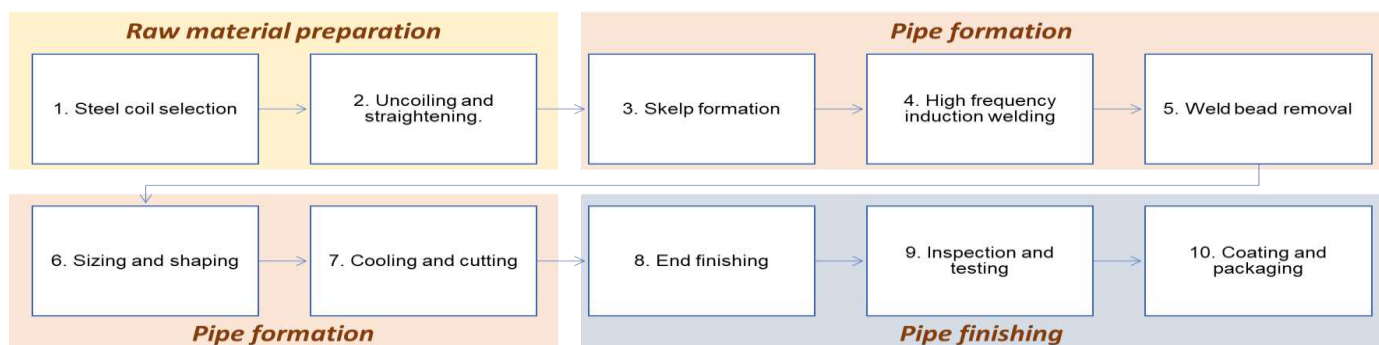 Raw material preparation
Pipe formation
1. Steel coil selection
2. Uncoiling and
straightening.
3. Skelp formation
4. High frequency
induction welding
5. Weld bead removal
6. Sizing and shaping
7. Cooling and cutting
8. End finishing
9. Inspection and
testing
10. Coating and
packaging
Pipe formation
Pipe finishing